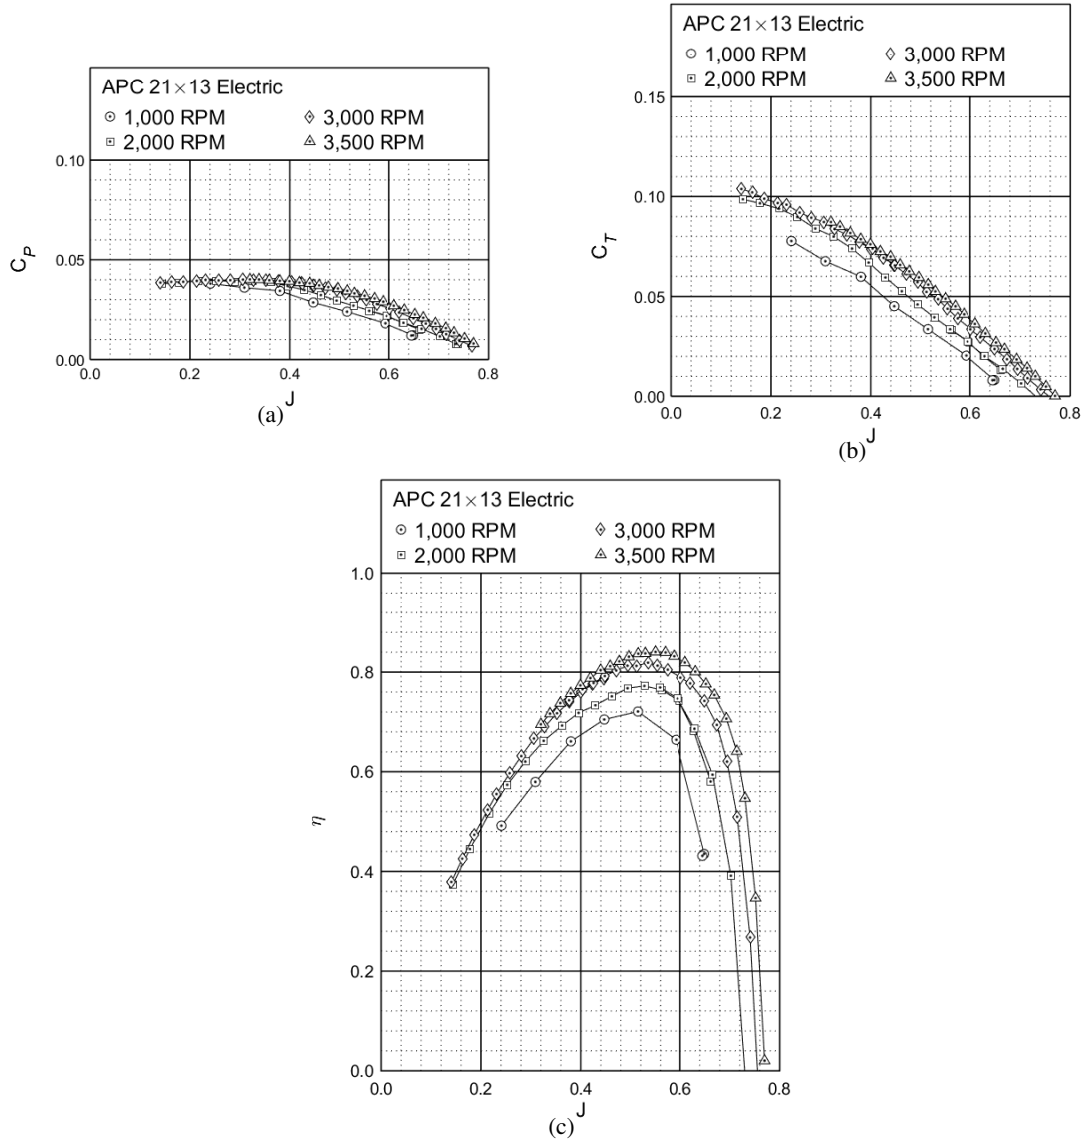 APC 21×13 Electric
1,000 RPM 3,000 RPM
2,000 RPM 3,500 RPM
0.10
0.05
0.00
C_P
0.0 0.2 0.4 0.6 0.8
J
(a)
APC 21×13 Electric
1,000 RPM 3,000 RPM
2,000 RPM 3,500 RPM
0.15
0.10
0.05
0.00
C_T
0.0 0.2 0.4 0.6 0.8
J
(b)
APC 21×13 Electric
1,000 RPM 3,000 RPM
2,000 RPM 3,500 RPM
1.0
0.8
0.6
0.4
0.2
0.0
η
0.0 0.2 0.4 0.6 0.8
J
(c)